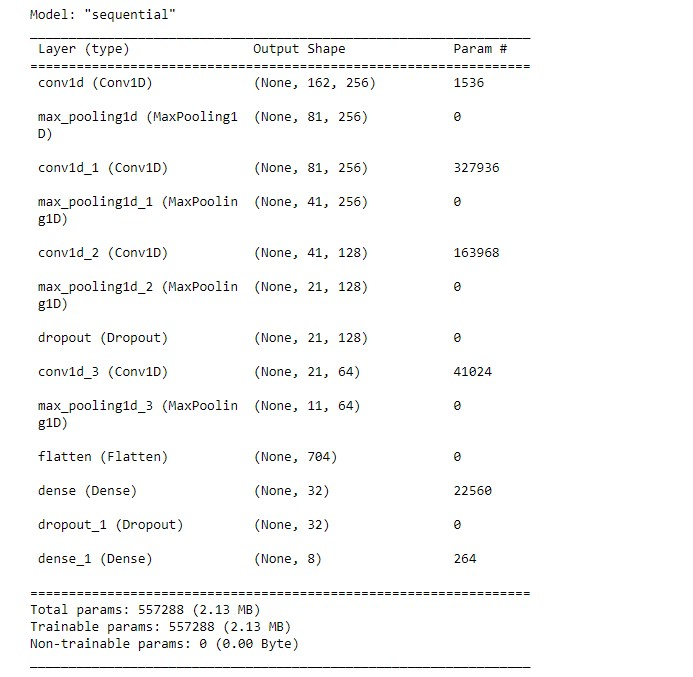 Model: "sequential"
_________________________________________________________________
Layer (type) Output Shape Param #
=================================================================
conv1d (Conv1D) (None, 162, 256) 1536
max_pooling1d (MaxPooling1 (None, 81, 256) 0
D)
conv1d_1 (Conv1D) (None, 81, 256) 327936
max_pooling1d_1 (MaxPoolin (None, 41, 256) 0
g1D)
conv1d_2 (Conv1D) (None, 41, 128) 163968
max_pooling1d_2 (MaxPoolin (None, 21, 128) 0
g1D)
dropout (Dropout) (None, 21, 128) 0
conv1d_3 (Conv1D) (None, 21, 64) 41024
max_pooling1d_3 (MaxPoolin (None, 11, 64) 0
g1D)
flatten (Flatten) (None, 704) 0
dense (Dense) (None, 32) 22560
dropout_1 (Dropout) (None, 32) 0
dense_1 (Dense) (None, 8) 264
=================================================================
Total params: 557288 (2.13 MB)
Trainable params: 557288 (2.13 MB)
Non-trainable params: 0 (0.00 Byte)
_________________________________________________________________